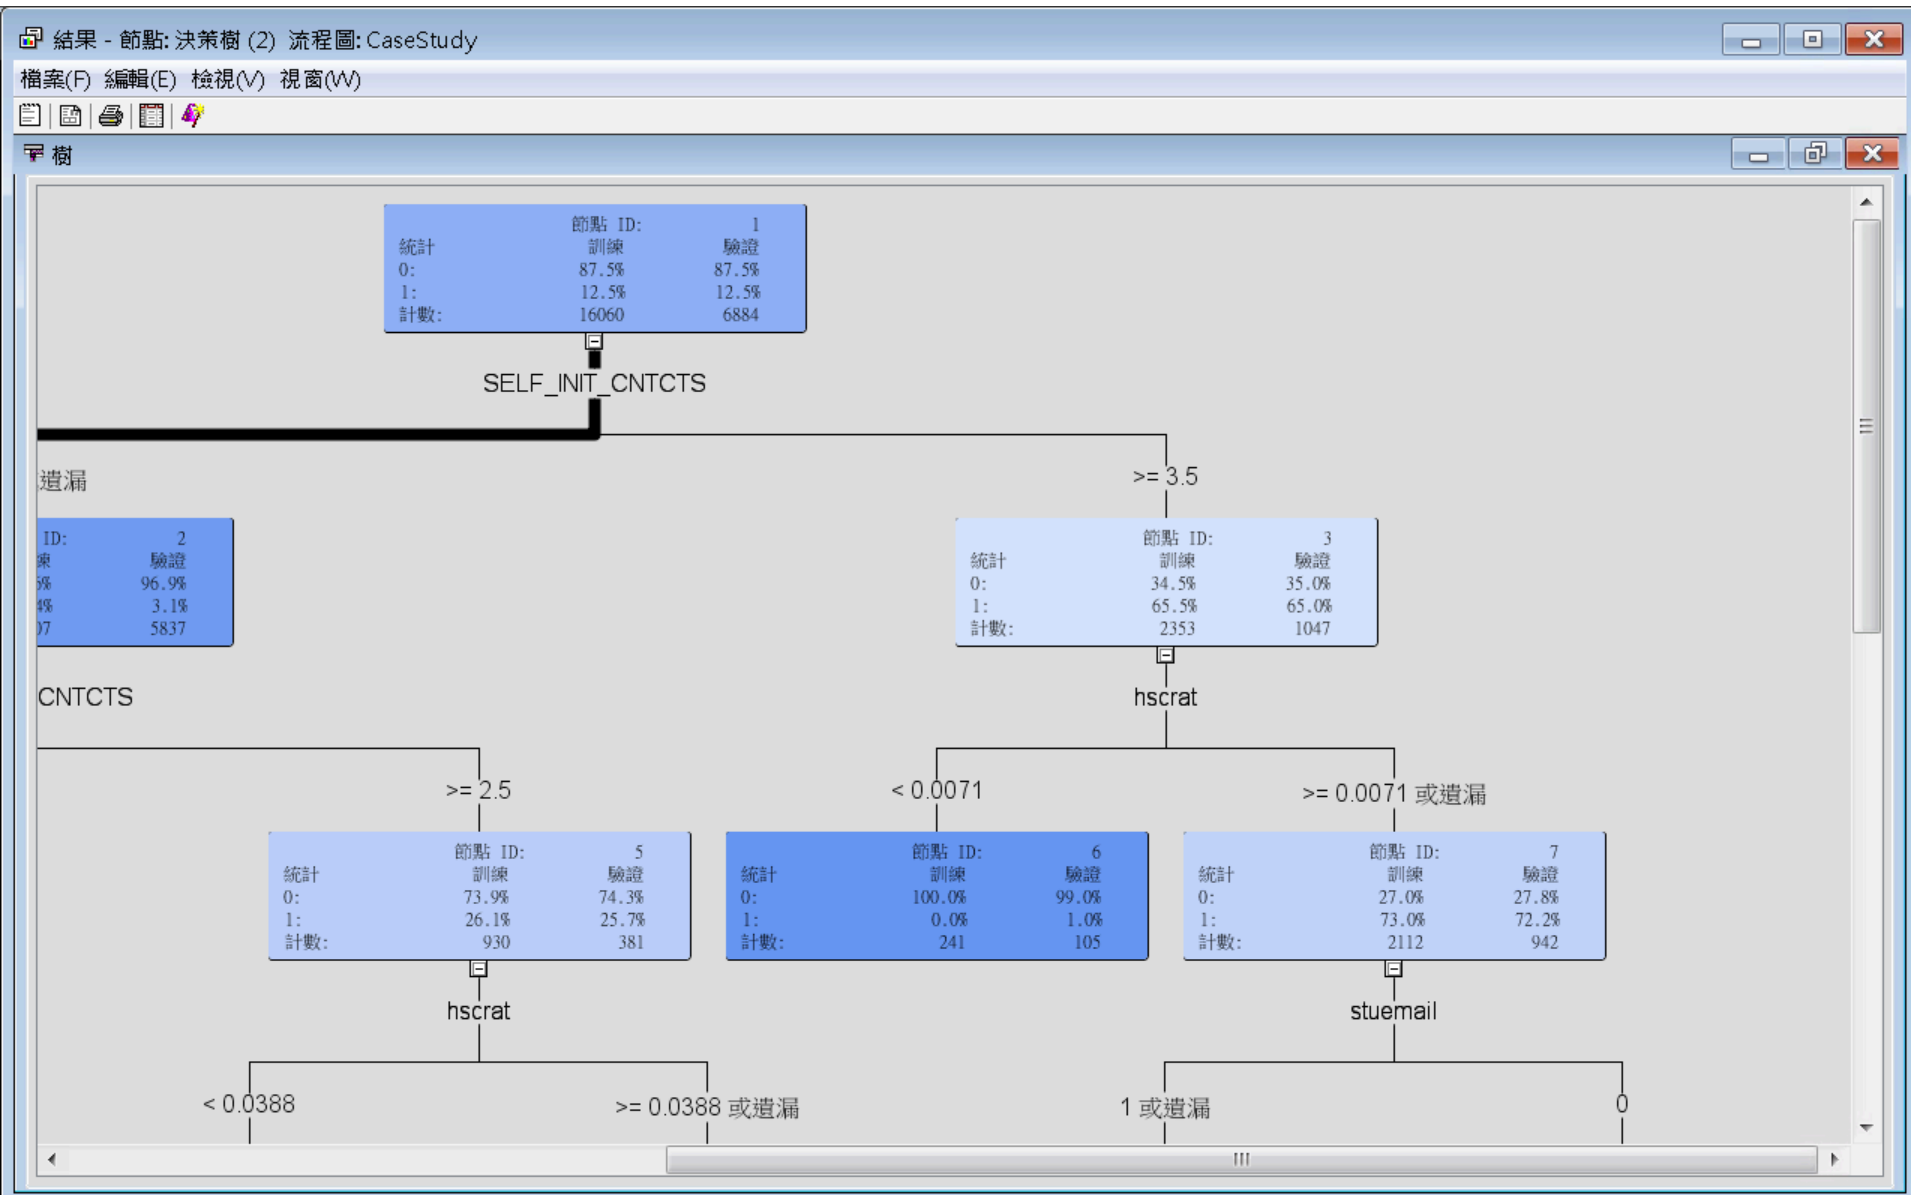 結果 - 節點: 決策樹 (2) 流程圖: CaseStudy
檔案(F) 編輯(E) 檢視(V) 視窗(W)
樹
節點 ID: 1
統計 訓練 驗證
0: 87.5% 87.5%
1: 12.5% 12.5%
計數: 16060 6884
SELF_INIT_CNTCTS
遺漏
>= 3.5
ID: 2
驗證
96.9%
3.1%
5837
節點 ID: 3
統計 訓練 驗證
0: 34.5% 35.0%
1: 65.5% 65.0%
計數: 2353 1047
CNTCTS
hscrat
>= 2.5
< 0.0071
>= 0.0071 或遺漏
節點 ID: 5
統計 訓練 驗證
0: 73.9% 74.3%
1: 26.1% 25.7%
計數: 930 381
節點 ID: 6
統計 訓練 驗證
0: 100.0% 99.0%
1: 0.0% 1.0%
計數: 241 105
節點 ID: 7
統計 訓練 驗證
0: 27.0% 27.8%
1: 73.0% 72.2%
計數: 2112 942
hscrat
stuemail
< 0.0388
>= 0.0388 或遺漏
1 或遺漏
0